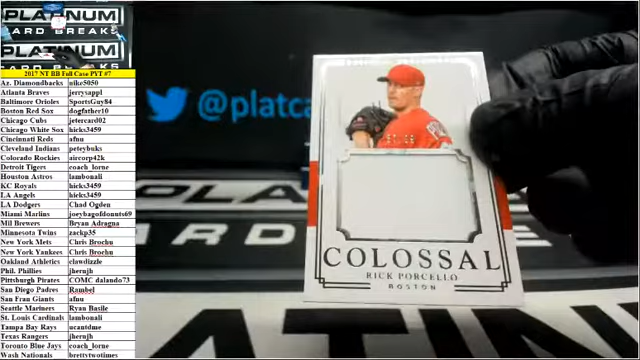 PLATINUM
CARD BREAKS
PLATINUM
2017 NT BB Full Case PYT #7
Az. Diamondbacks nike5050
Atlanta Braves jerrysappl
Baltimore Orioles SportsGuy84
Boston Red Sox dogfather10
Chicago Cubs jetercard02
Chicago White Sox hicks3459
Cincinnati Reds afnu
Cleveland Indians peteybuks
Colorado Rockies aircorp42k
Detroit Tigers coach_lorne
Houston Astros lambonali
KC Royals hicks3459
LA Angels hicks3459
LA Dodgers Chad Ogden
Miami Marlins joeybagofdonuts69
Mil Brewers Bryan Adragna
Minnesota Twins zackp35
New York Mets Chris Brochu
New York Yankees Chris Brochu
Oakland Athletics clawdizzle
Phil. Phillies jhernjh
Pittsburgh Pirates COMC dalando73
San Diego Padres Rambel
San Fran Giants afnu
Seattle Mariners Ryan Basile
St. Louis Cardinals lambonali
Tampa Bay Rays ucantdme
Texas Rangers jhernjh
Toronto Blue Jays coach_lorne
Wash Nationals brettytwotimes
@platca
COLOSSAL
RICK PORCELLO
BOSTON